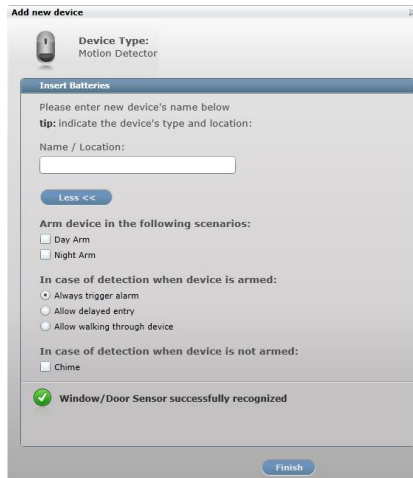 Add new device
Device Type:
Motion Detector
Insert Batteries
Please enter new device's name below
tip: indicate the device's type and location:
Name / Location:
Less <<
Arm device in the following scenarios:
Day Arm
Night Arm
In case of detection when device is armed:
Always trigger alarm
Allow delayed entry
Allow walking through device
In case of detection when device is not armed:
Chime
Window/Door Sensor successfully recognized
Finish